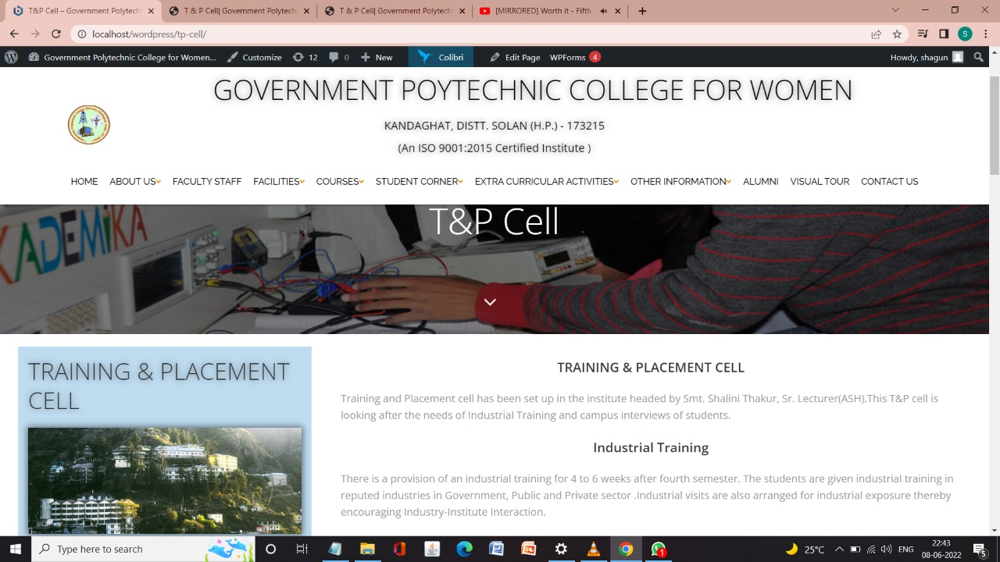 T&P Cell – Government Polytechn
T & P Cell| Government Polytech
T & P Cell| Government Polytech
[MIRRORED] Worth it - Fifth
localhost/wordpress/tp-cell/
S
Government Polytechnic College for Women...
Customize
12
0
New
Colibri
Edit Page
WPForms
4
Howdy, shagun
GOVERNMENT POYTECHNIC COLLEGE FOR WOMEN
KANDAGHAT, DISTT. SOLAN (H.P.) - 173215
(An ISO 9001:2015 Certified Institute )
HOME ABOUT US FACULTY STAFF FACILITIES COURSES STUDENT CORNER EXTRA CURRICULAR ACTIVITIES OTHER INFORMATION ALUMNI VISUAL TOUR CONTACT US
KADEMIKA
T&P Cell
TRAINING & PLACEMENT
CELL
TRAINING & PLACEMENT CELL
Training and Placement cell has been set up in the institute headed by Smt. Shalini Thakur, Sr. Lecturer(ASH).This T&P cell is
looking after the needs of Industrial Training and campus interviews of students.
Industrial Training
There is a provision of an industrial training for 4 to 6 weeks after fourth semester. The students are given industrial training in
reputed industries in Government, Public and Private sector .Industrial visits are also arranged for industrial exposure thereby
encouraging Industry-Institute Interaction.
Type here to search
1
25°C
ENG
22:43
08-06-2022
5